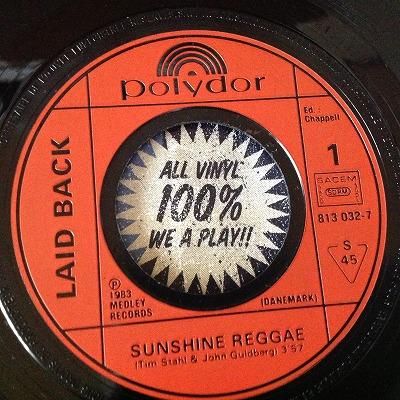 polydor
Ed.:
Chappell
LAID BACK
1
SACEM
813 032-7
S
45
ALL VINYL
100%
WE A PLAY!!
℗
1983
MEDLEY
RECORDS
(DANEMARK)
SUNSHINE REGGAE
(Tim Stahl & John Guldberg) 3'57